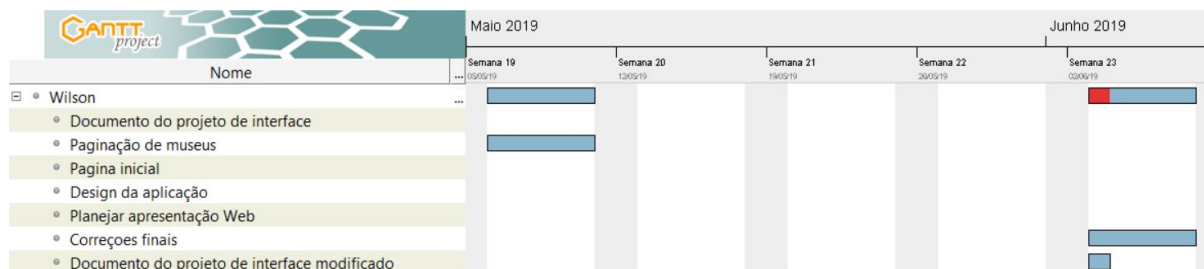 GANTT
project
Maio 2019
Junho 2019
Nome
...
Semana 19
Semana 20
Semana 21
Semana 22
Semana 23
05/05/19
12/05/19
19/05/19
26/05/19
02/06/19
Wilson
...
Documento do projeto de interface
Paginação de museus
Pagina inicial
Design da aplicação
Planejar apresentação Web
Correçoes finais
Documento do projeto de interface modificado